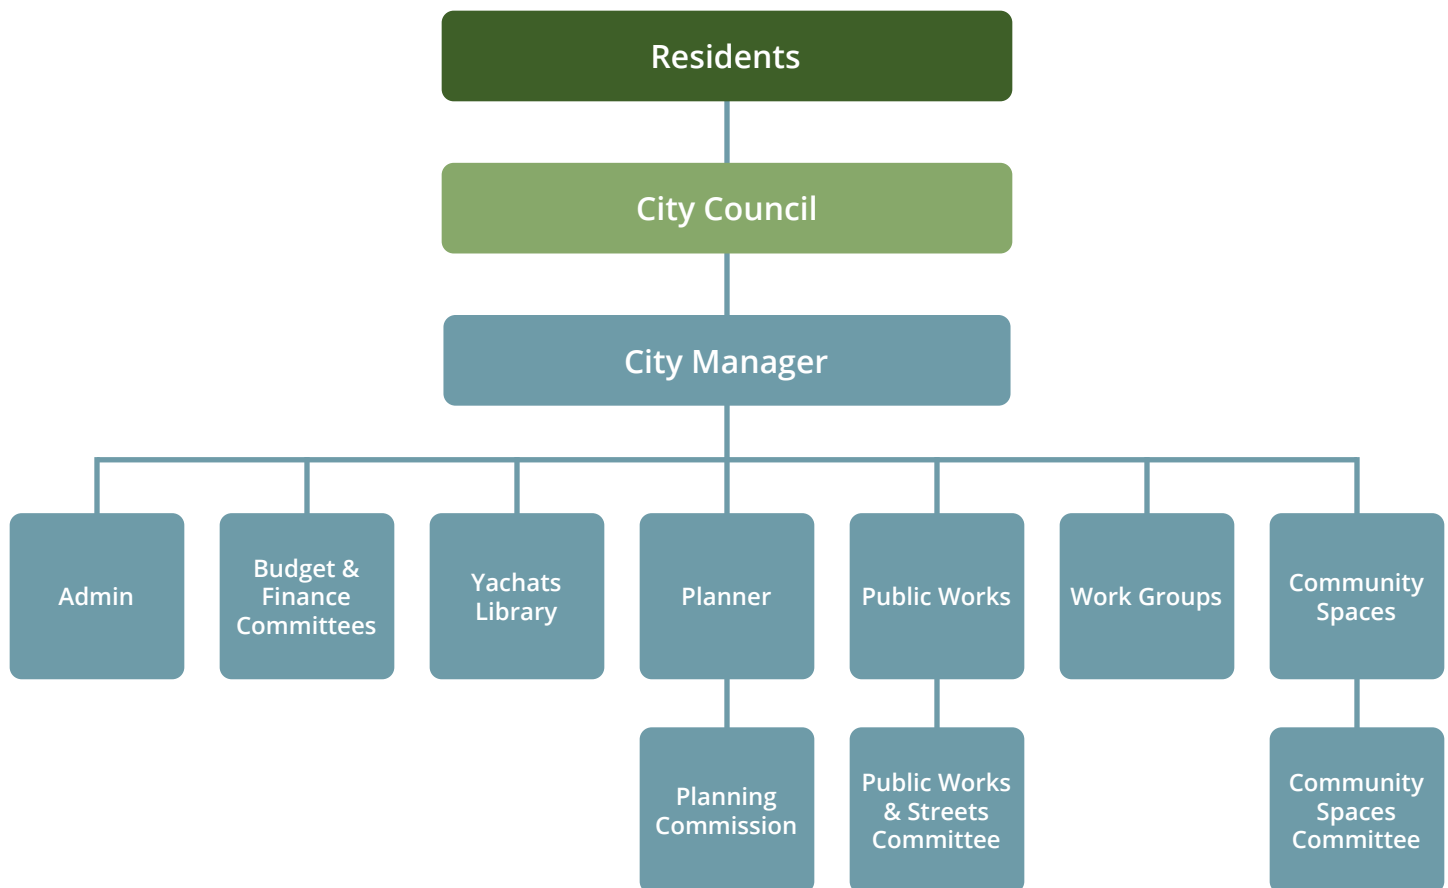 Residents
City Council
City Manager
Admin
Budget &
Finance
Committees
Yachats
Library
Planner
Public Works
Work Groups
Community
Spaces
Planning
Commission
Public Works
& Streets
Committee
Community
Spaces
Committee